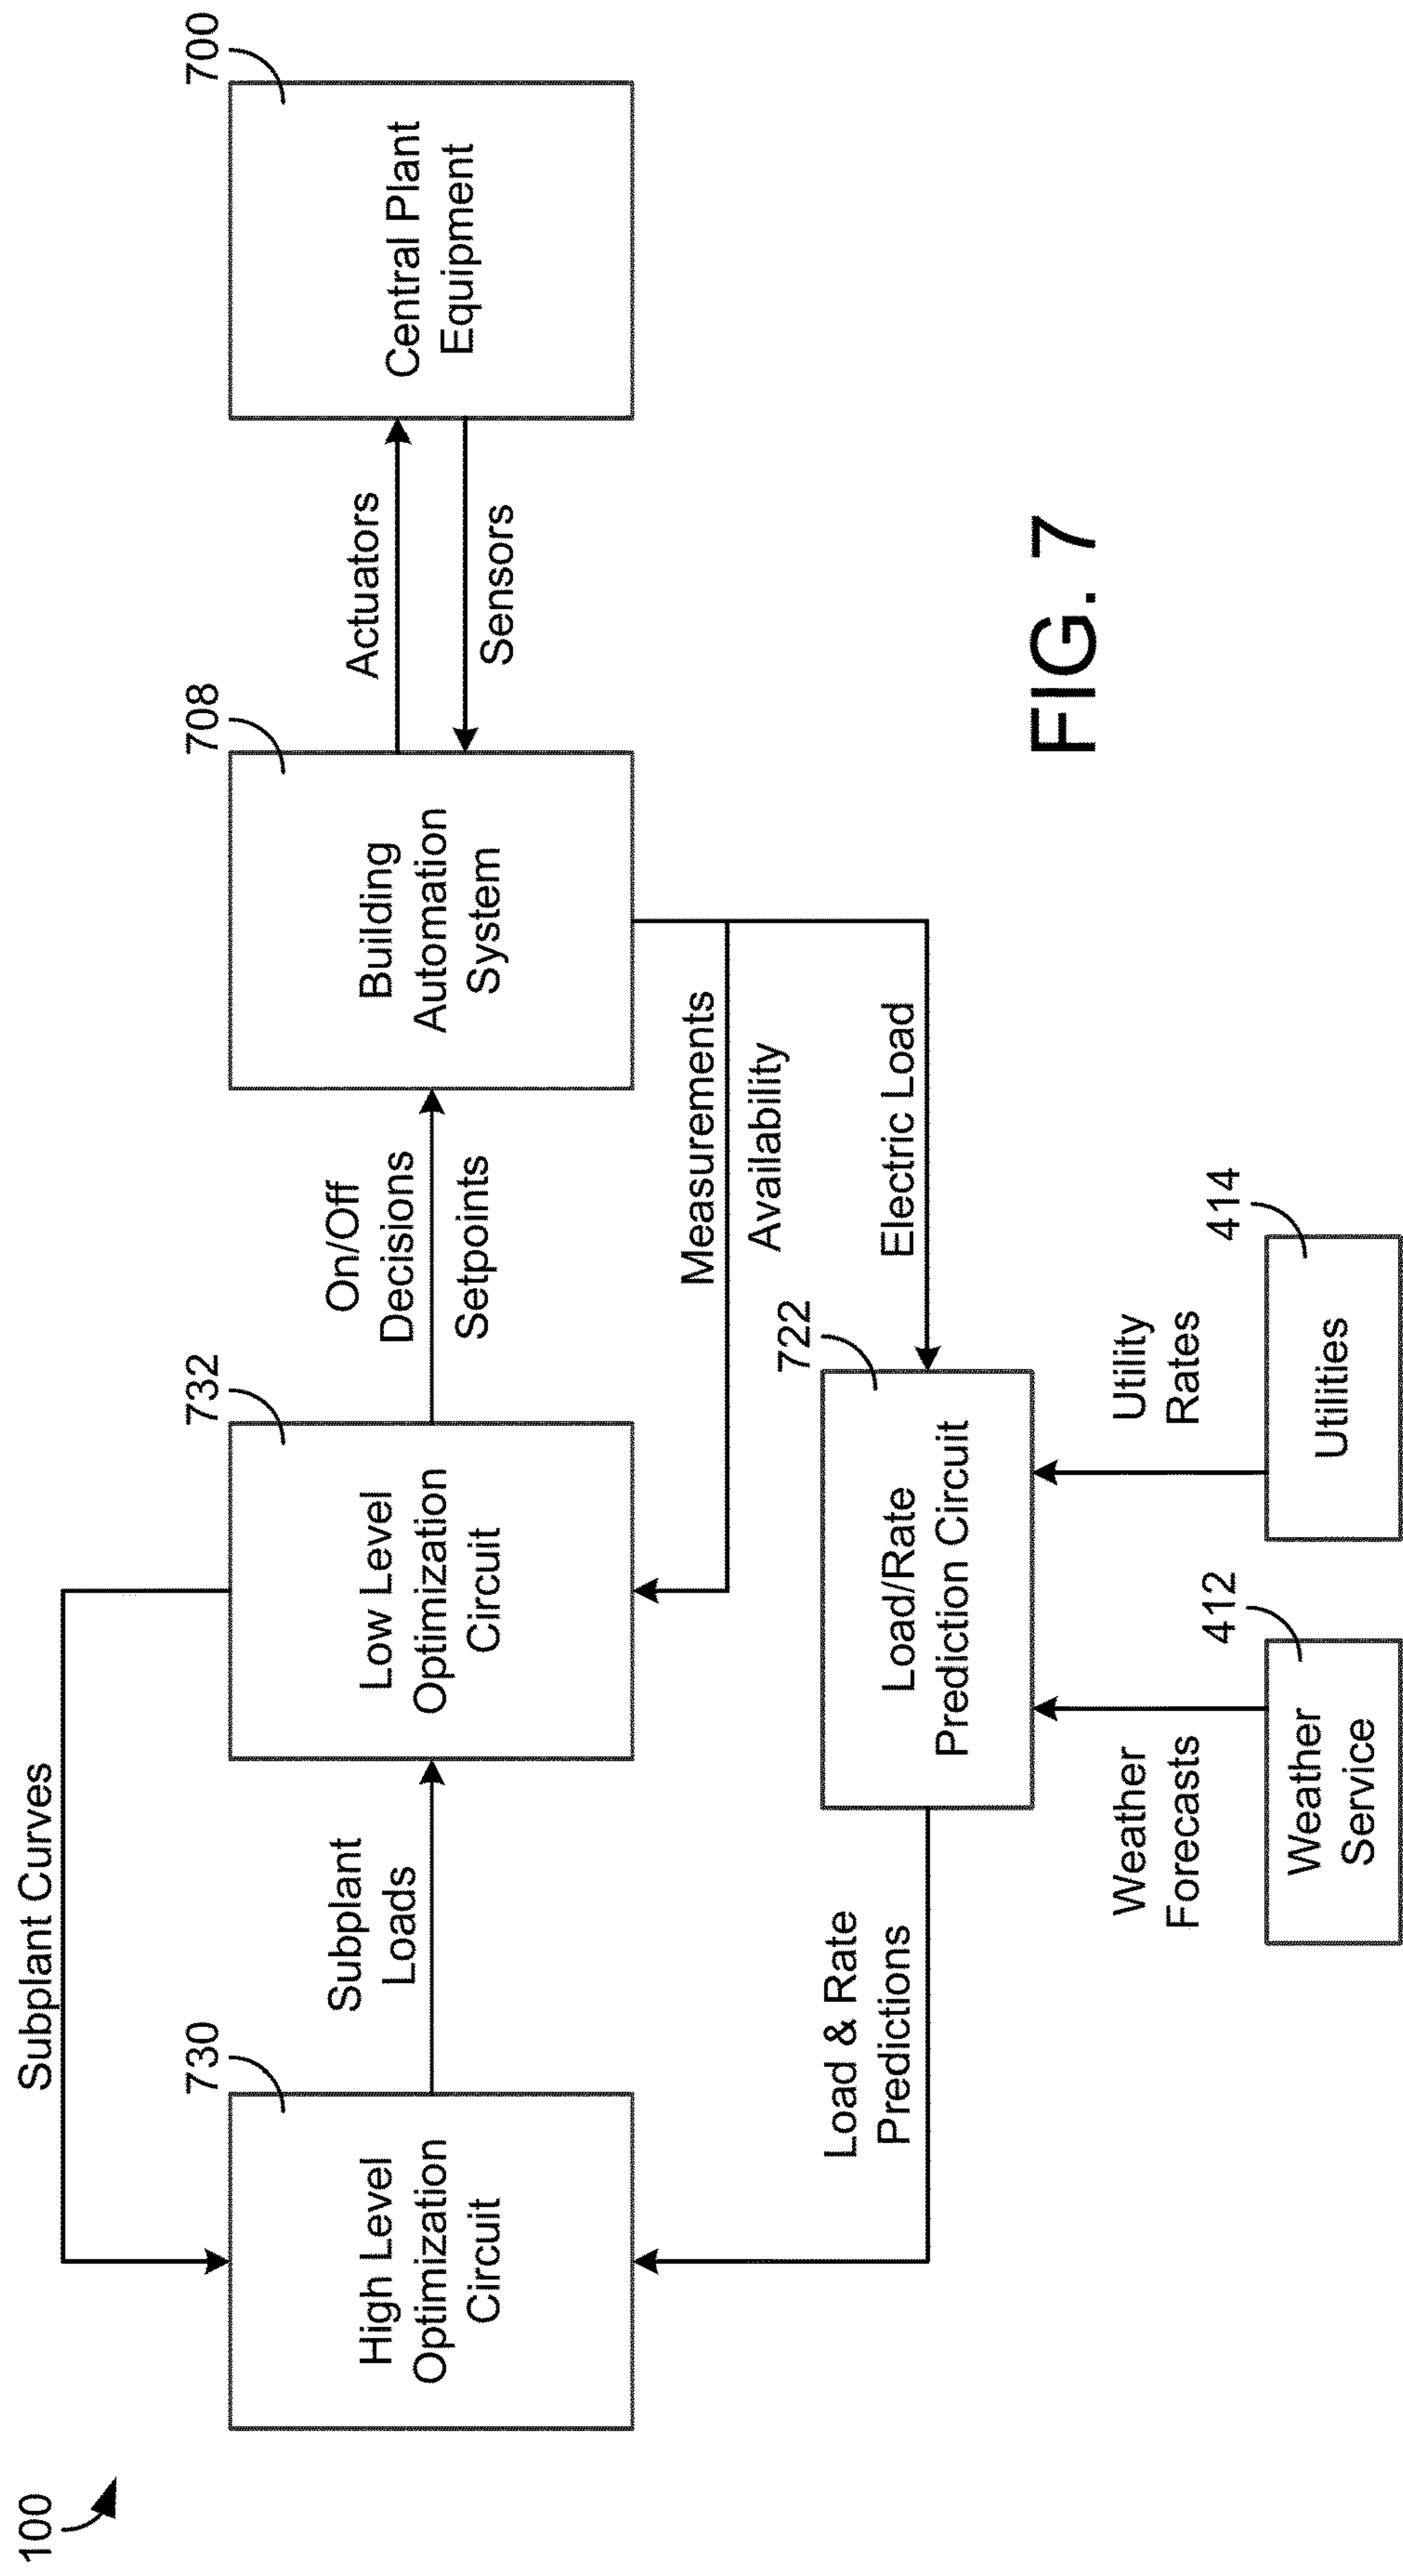 100
Subplant Curves
730
High Level
Optimization
Circuit
Subplant
Loads
732
Low Level
Optimization
Circuit
On/Off
Decisions
Setpoints
708
Building
Automation
System
Actuators
Sensors
700
Central Plant
Equipment
Measurements
Availability
Electric Load
Load & Rate
Predictions
722
Load/Rate
Prediction Circuit
Weather
Forecasts
Utility
Rates
412
Weather
Service
414
Utilities
FIG. 7